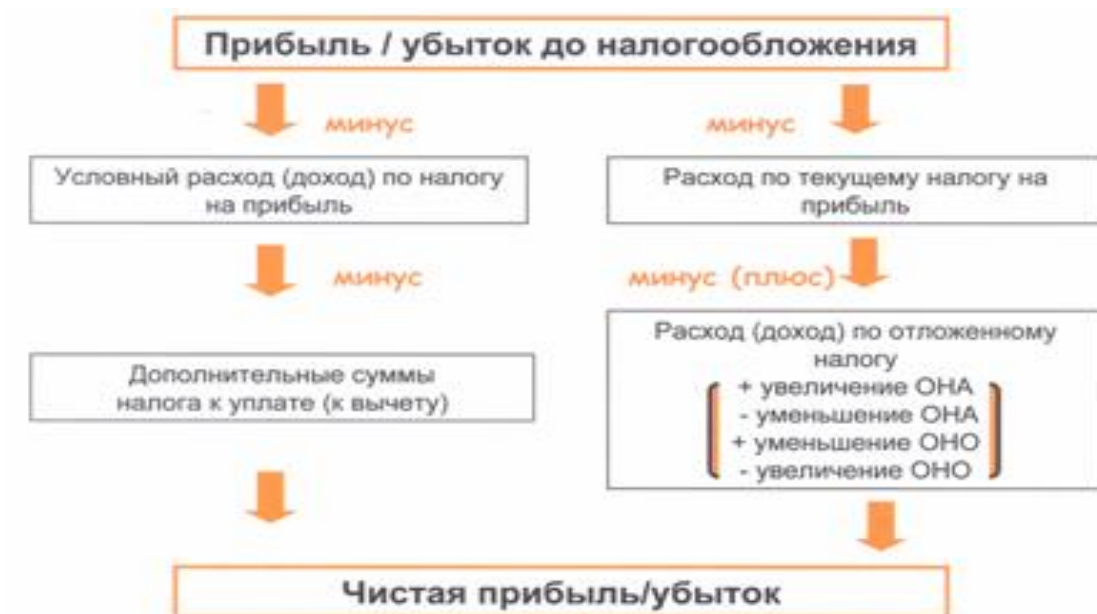 Прибыль / убыток до налогообложения
минус
Условный расход (доход) по налогу
на прибыль
минус
Дополнительные суммы
налога к уплате (к вычету)
минус
Расход по текущему налогу на
прибыль
минус (плюс)
Расход (доход) по отложенному
налогу
+ увеличение ОНА
- уменьшение ОНА
+ уменьшение ОНО
- увеличение ОНО
Чистая прибыль/убыток